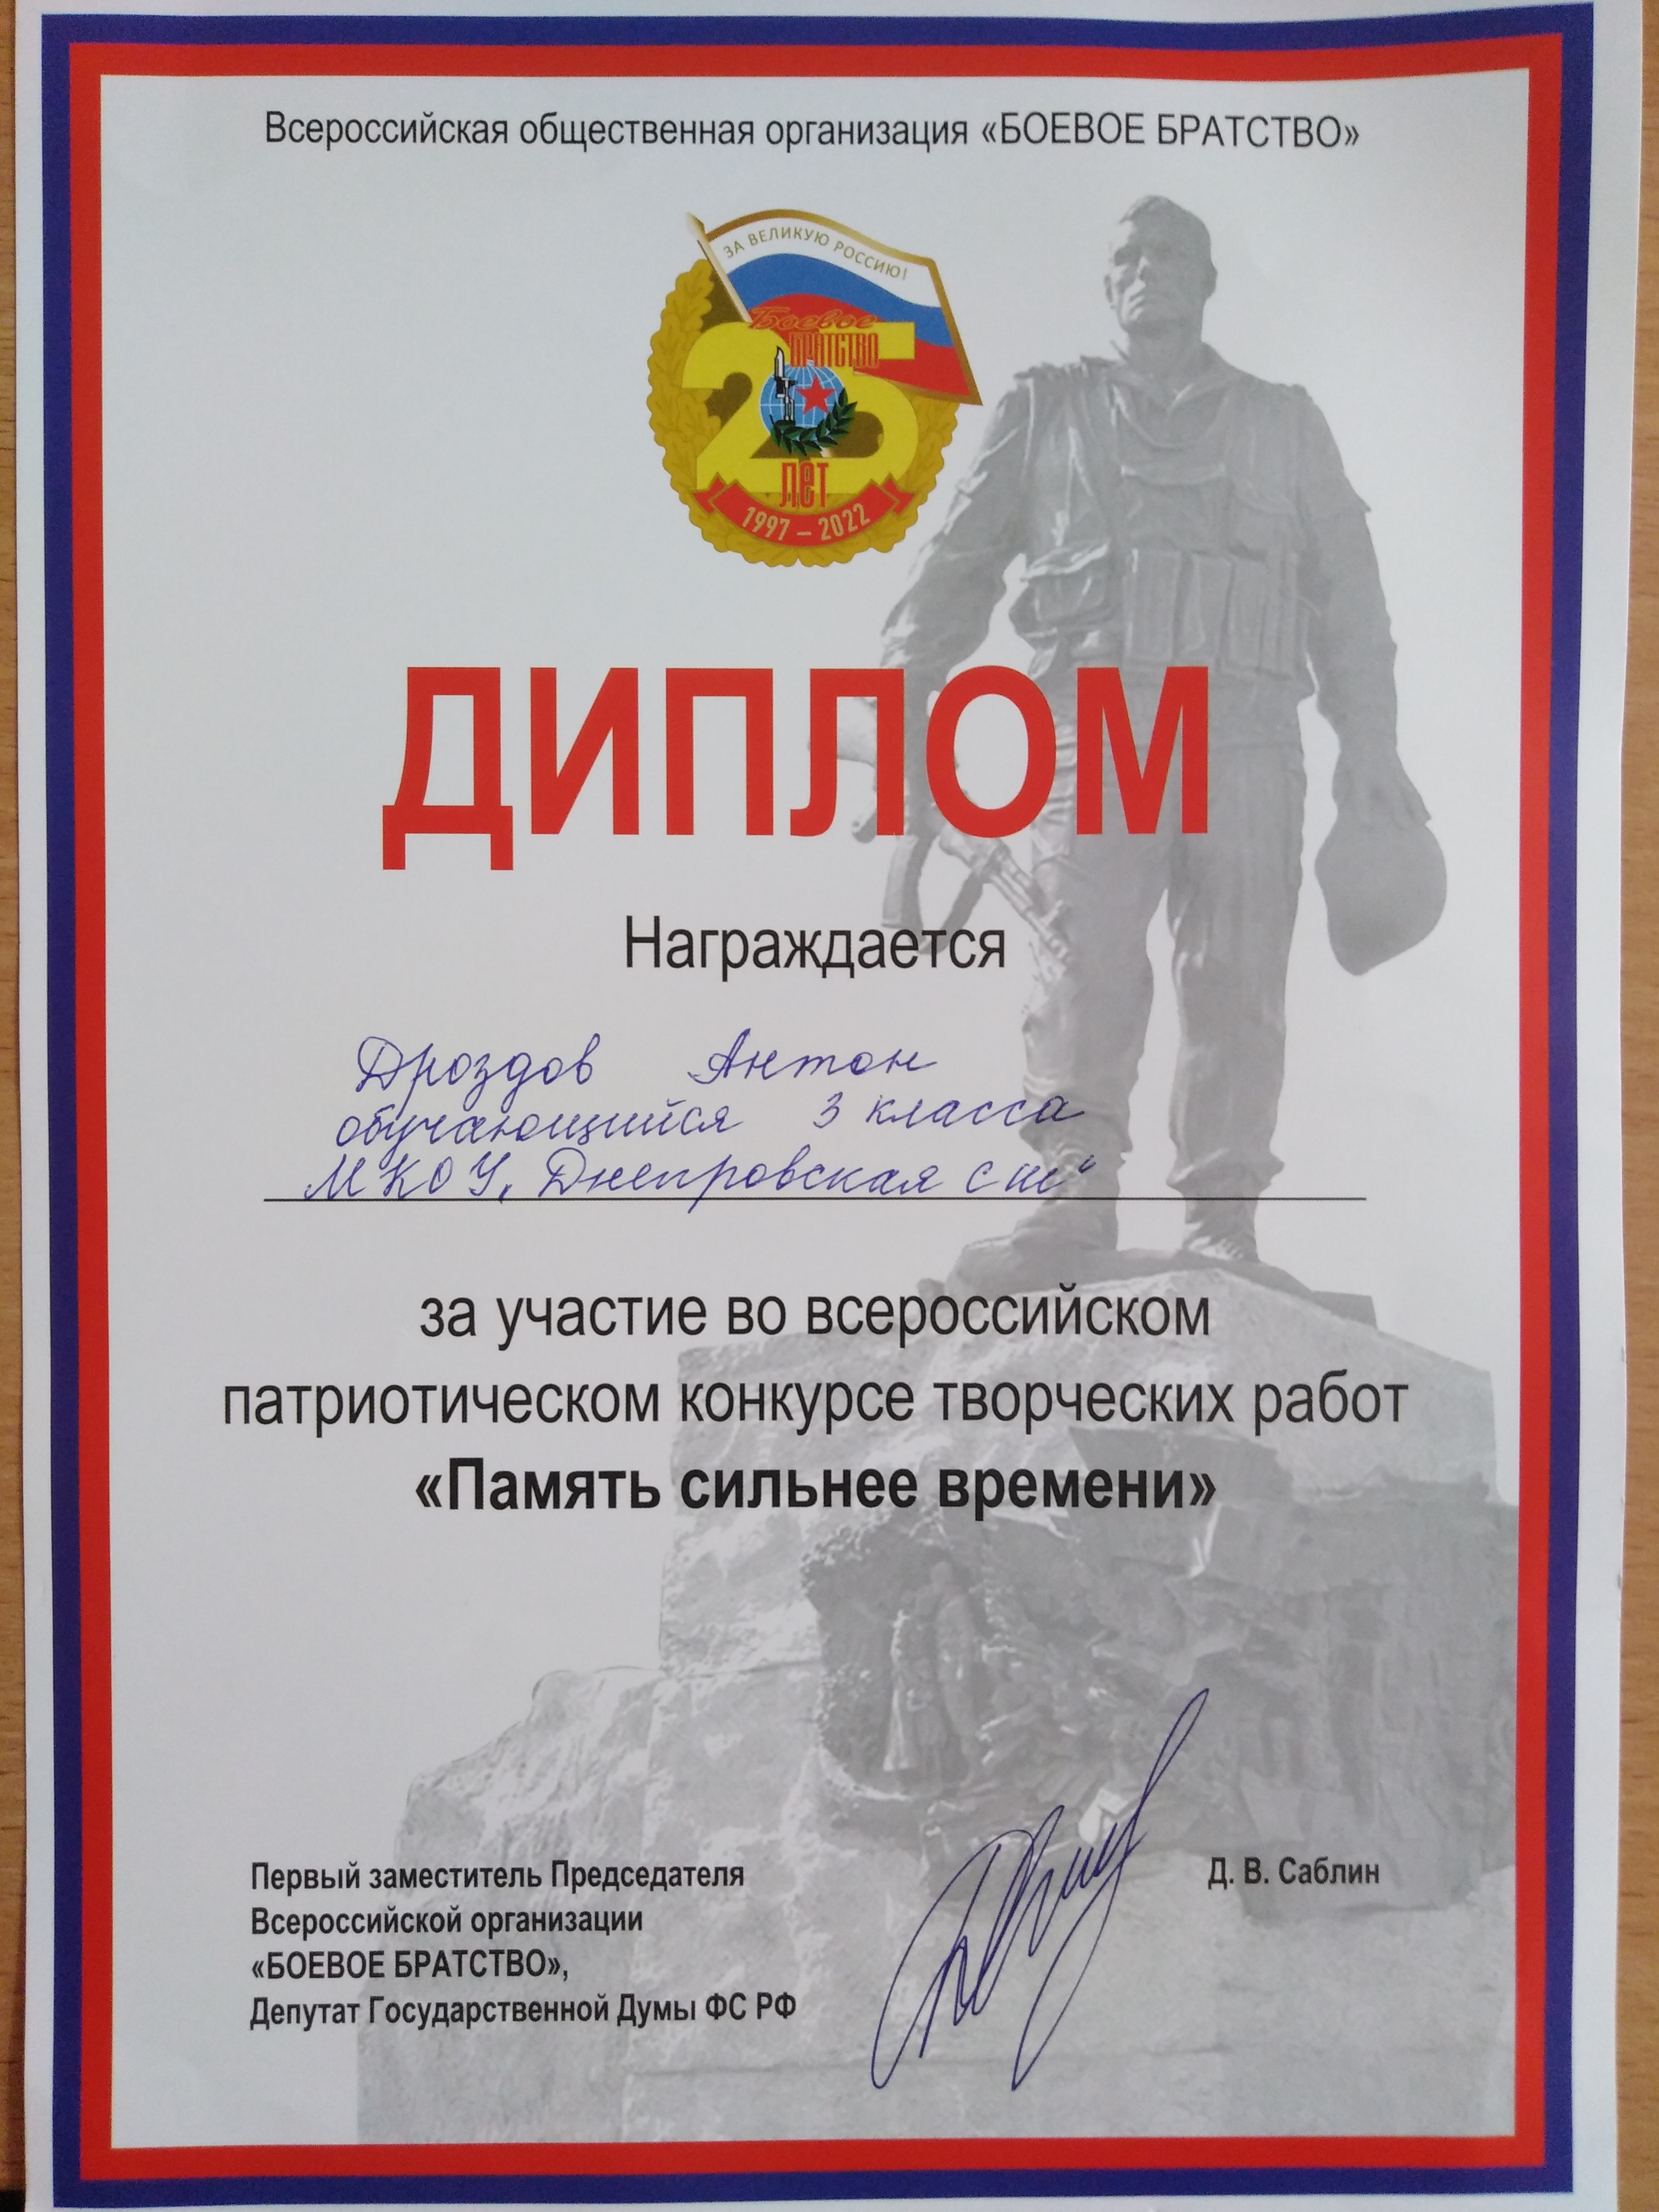 Всероссийская общественная организация «БОЕВОЕ БРАТСТВО»
ЗА ВЕЛИКУЮ РОССИЮ!
Боевое
БРАТСТВО
25
лет
1997 – 2022
ДИПЛОМ
Награждается
Дроздов Антон
обучающийся 3 класса
МКОУ „Днепровская СШ"
за участие во всероссийском
патриотическом конкурсе творческих работ
«Память сильнее времени»
Первый заместитель Председателя
Всероссийской организации
«БОЕВОЕ БРАТСТВО»,
Депутат Государственной Думы ФС РФ
Д. В. Саблин